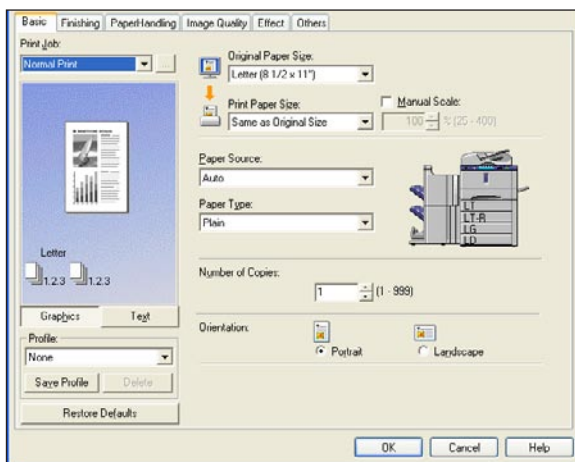 Basic Finishing PaperHandling Image Quality Effect Others
Print Job:
Normal Print
...
Letter
1.2.3 1.2.3
Graphics Text
Profile:
None
Save Profile Delete
Restore Defaults
Original Paper Size:
Letter (8 1/2 x 11")
Print Paper Size:
Same as Original Size
Manual Scale:
100 % (25 - 400)
Paper Source:
Auto
Paper Type:
Plain
LT
LT-R
LG
LD
Number of Copies:
1 (1 - 999)
Orientation:
Portrait Landscape
OK Cancel Help